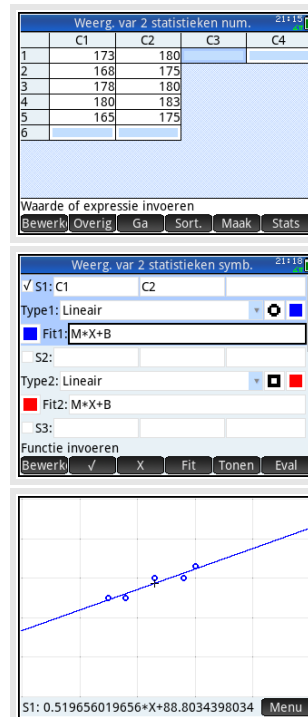 Weerg. var 2 statistieken num. 21:15
C1 C2 C3 C4
1 173 180
2 168 175
3 178 180
4 180 183
5 165 175
6
Waarde of expressie invoeren
Bewerk Overig Ga Sort. Maak Stats
Weerg. var 2 statistieken symb. 21:18
√ S1: C1 C2
Type1: Lineair
Fit1: M*X+B
S2:
Type2: Lineair
Fit2: M*X+B
S3:
Functie invoeren
Bewerk √ X Fit Tonen Eval
S1: 0.519656019656*X+88.8034398034 Menu